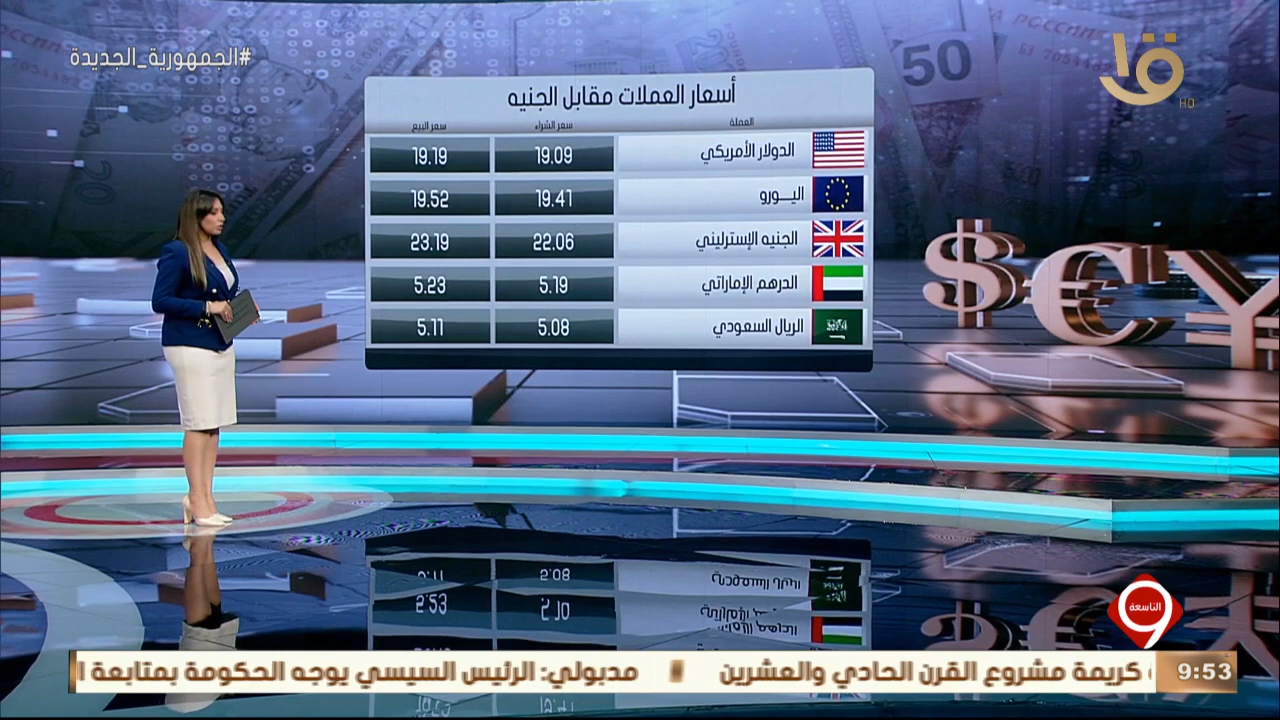 #الجمهورية_الجديدة
HD
50
أسعار العملات مقابل الجنيه
العملة سعر الشراء سعر البيع
الدولار الأمريكي 19.09 19.19
اليـــورو 19.41 19.52
الجنيه الإسترليني 22.06 23.19
الدرهم الإماراتي 5.19 5.23
الريال السعودي 5.08 5.11
$ € ¥
التاسعة
9
9:53
كريمة مشروع القرن الحادي والعشرين
مدبولي: الرئيس السيسي يوجه الحكومة بمتابعة